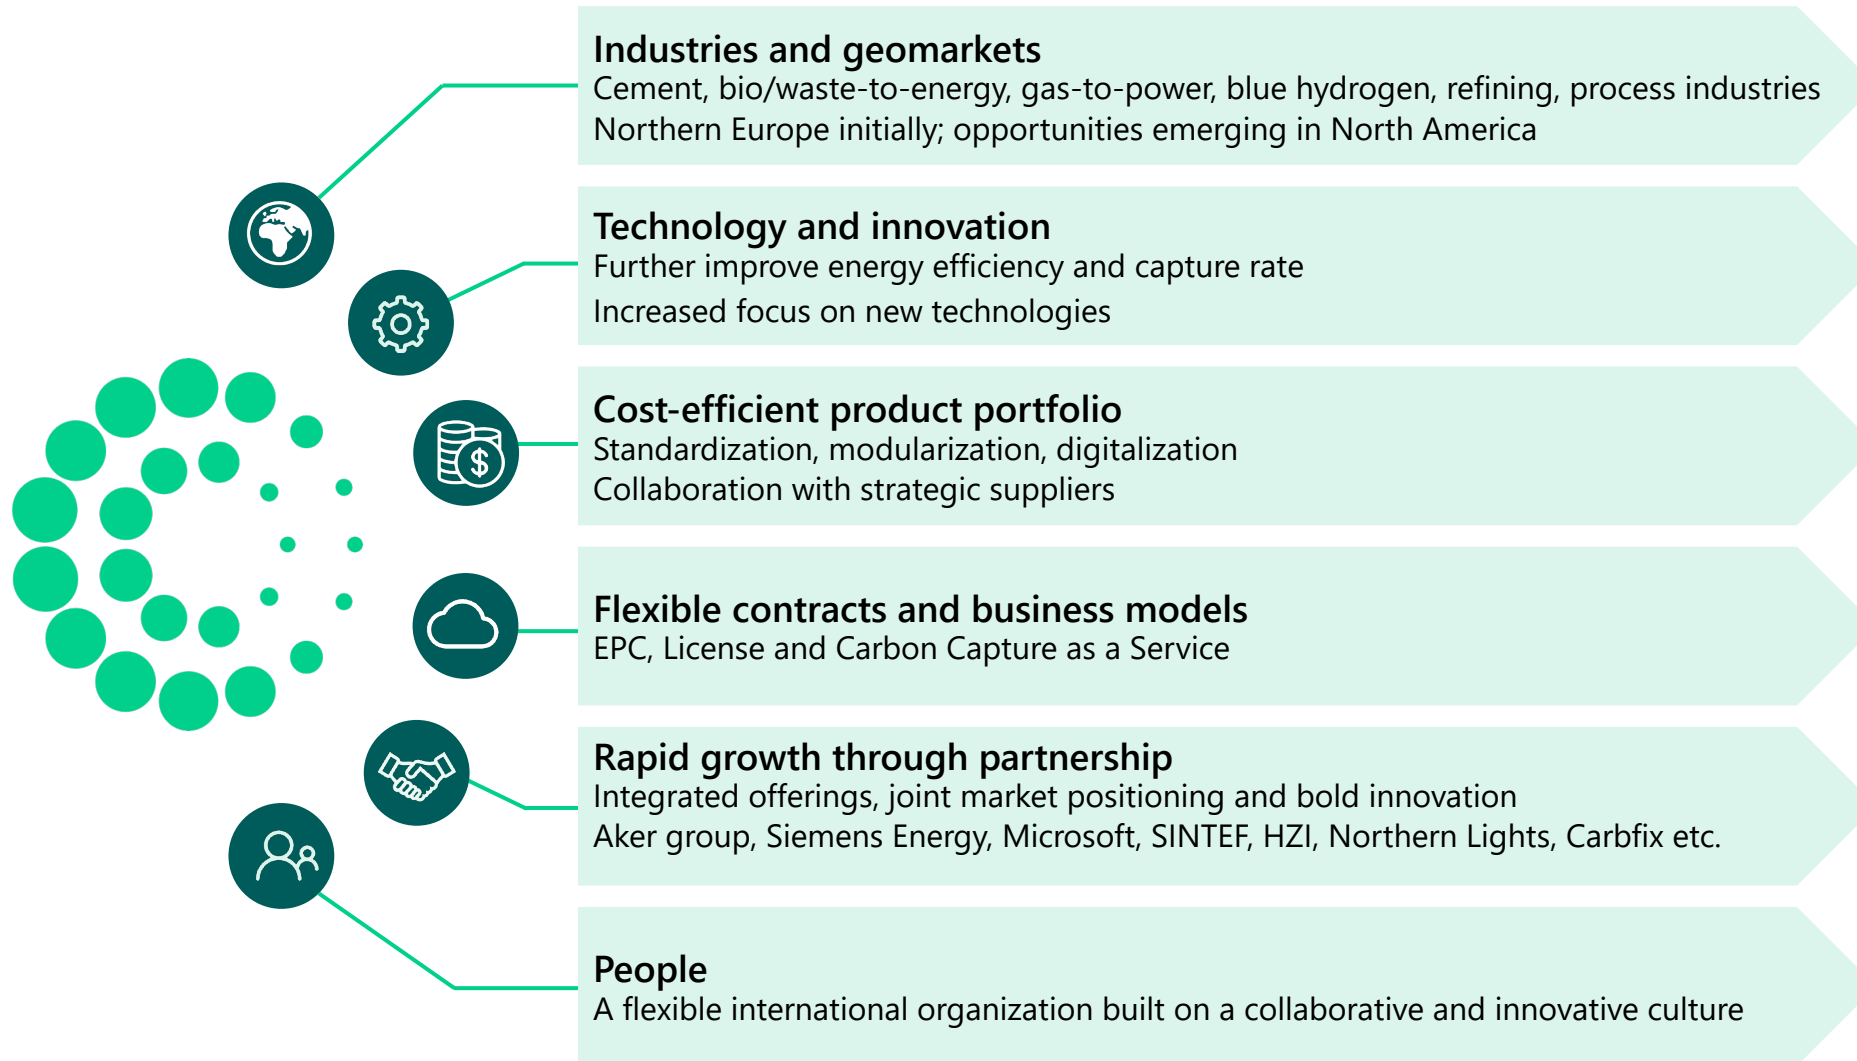 Industries and geomarkets
Cement, bio/waste-to-energy, gas-to-power, blue hydrogen, refining, process industries
Northern Europe initially; opportunities emerging in North America
Technology and innovation
Further improve energy efficiency and capture rate
Increased focus on new technologies
Cost-efficient product portfolio
Standardization, modularization, digitalization
Collaboration with strategic suppliers
$
Flexible contracts and business models
EPC, License and Carbon Capture as a Service
Rapid growth through partnership
Integrated offerings, joint market positioning and bold innovation
Aker group, Siemens Energy, Microsoft, SINTEF, HZI, Northern Lights, Carbfix etc.
People
A flexible international organization built on a collaborative and innovative culture